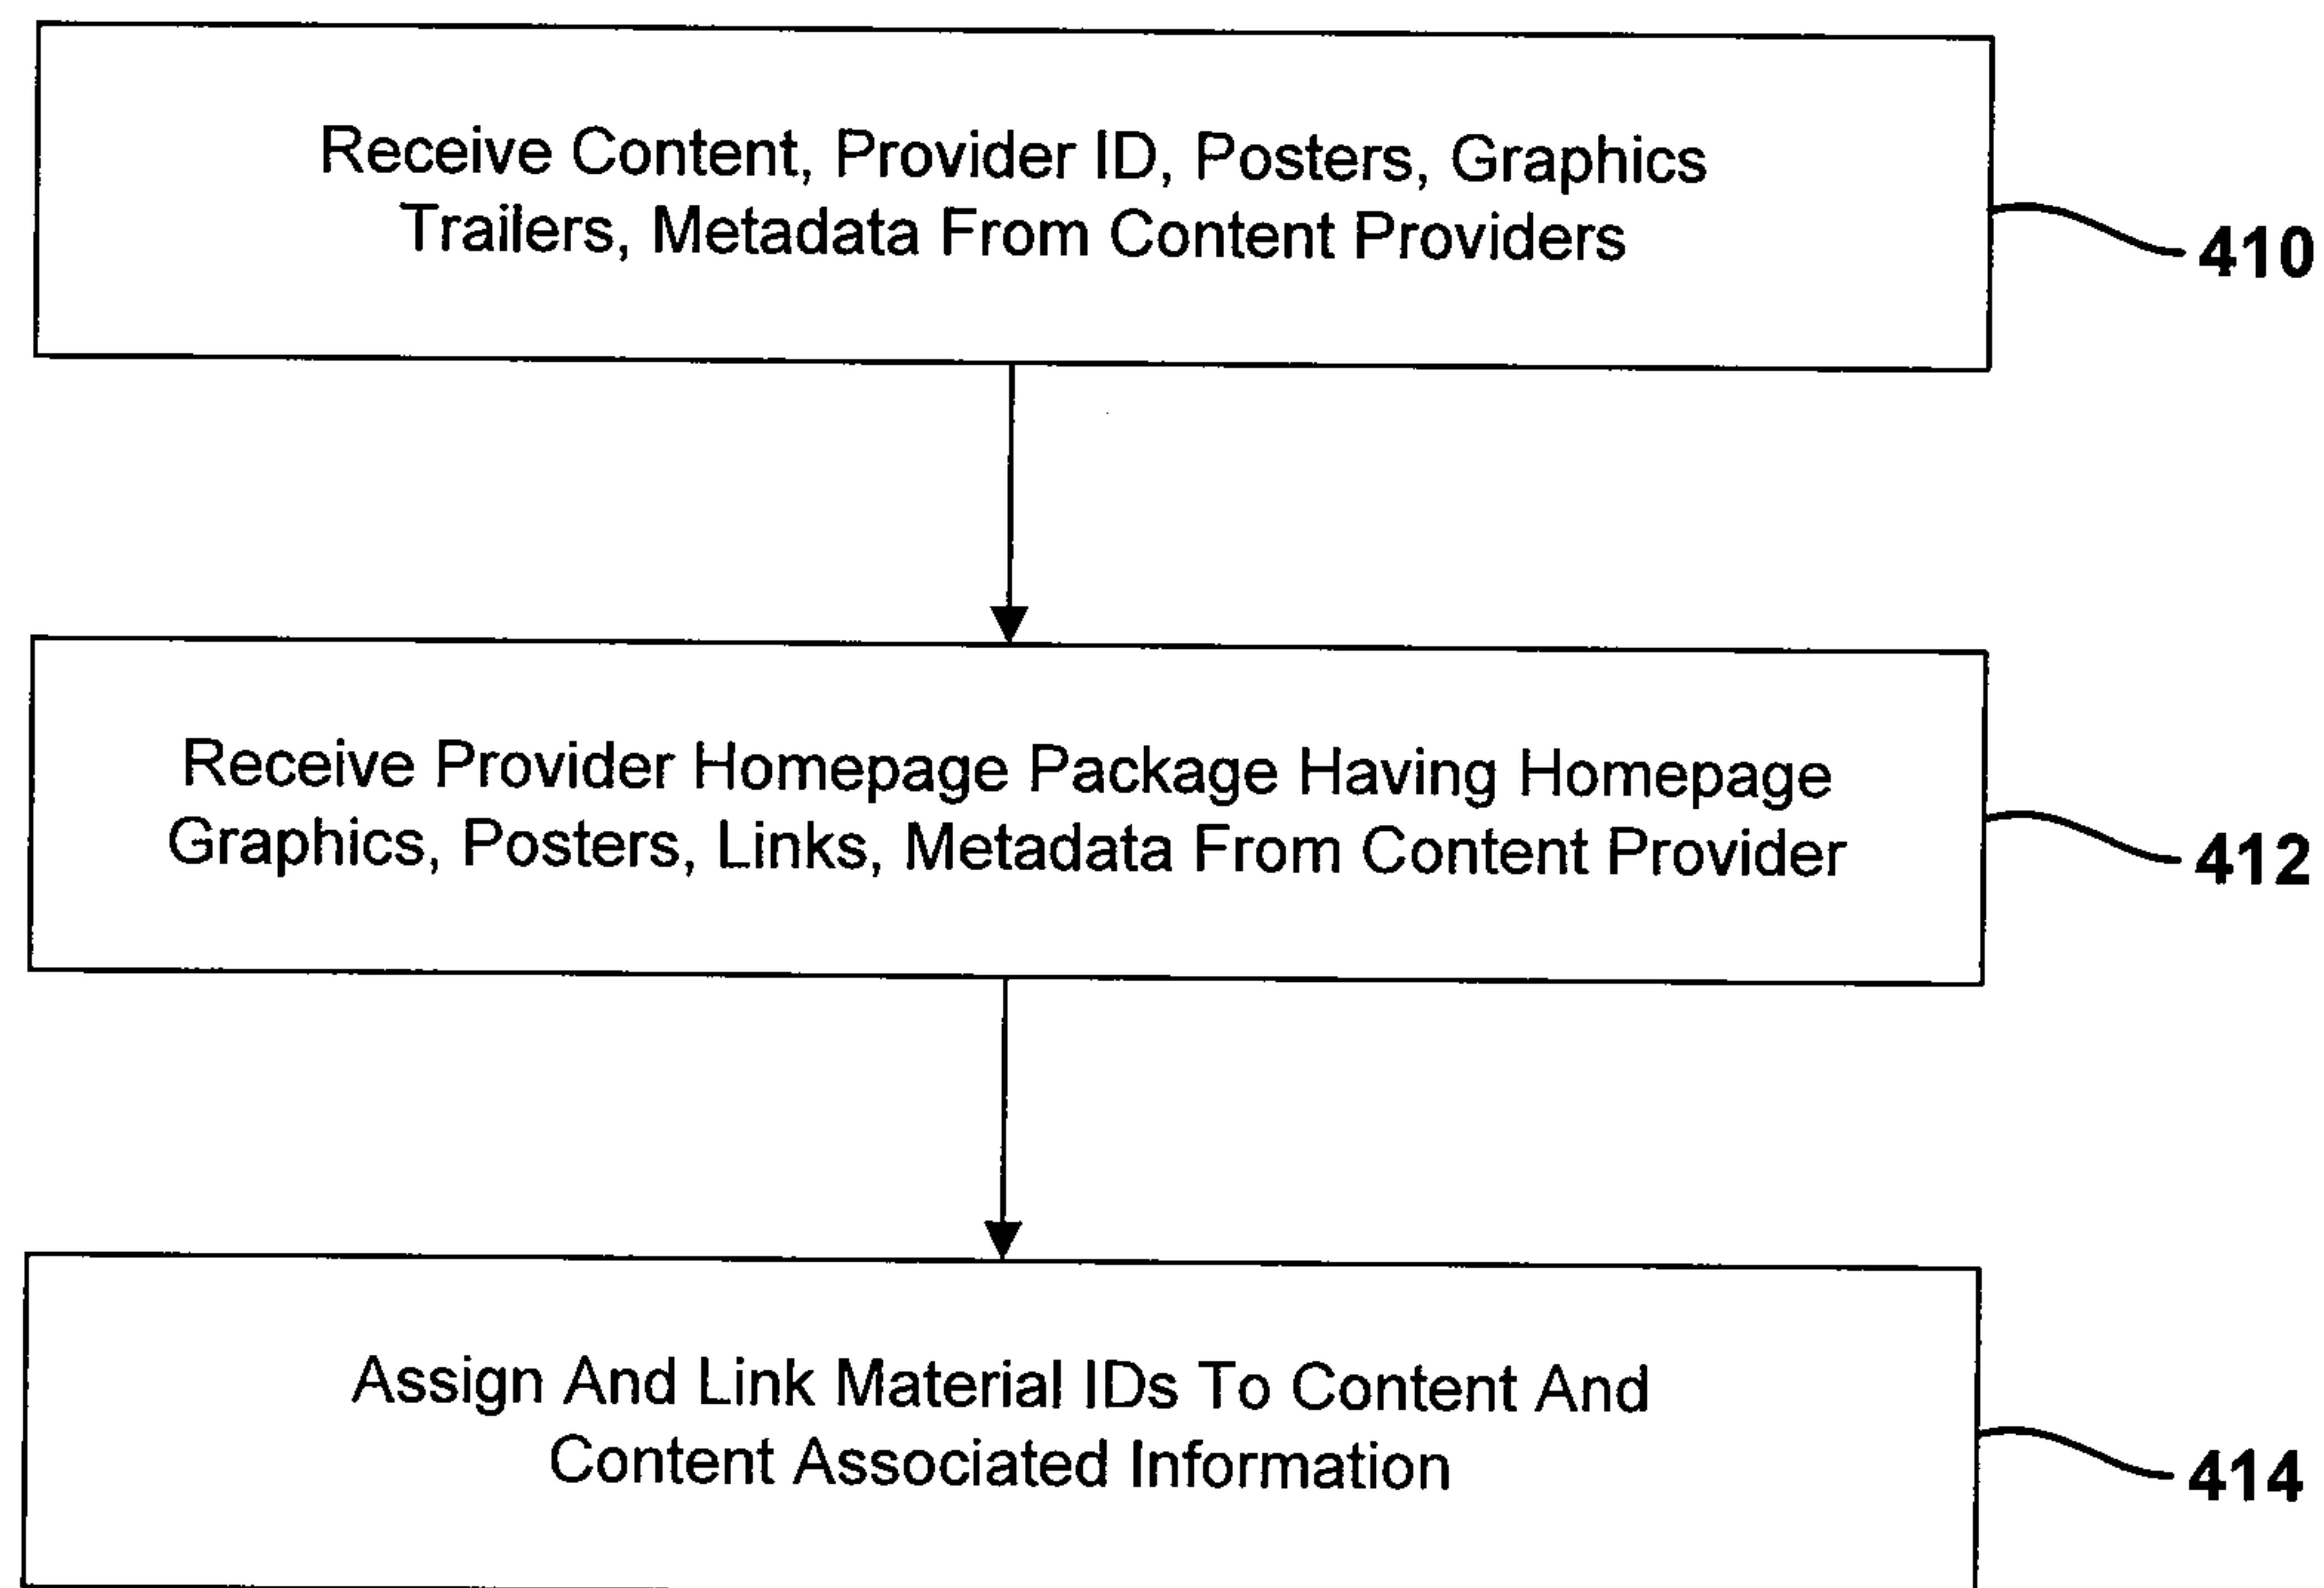 Receive Content, Provider ID, Posters, Graphics
Trailers, Metadata From Content Providers
410
Receive Provider Homepage Package Having Homepage
Graphics, Posters, Links, Metadata From Content Provider
412
Assign And Link Material IDs To Content And
Content Associated Information
414